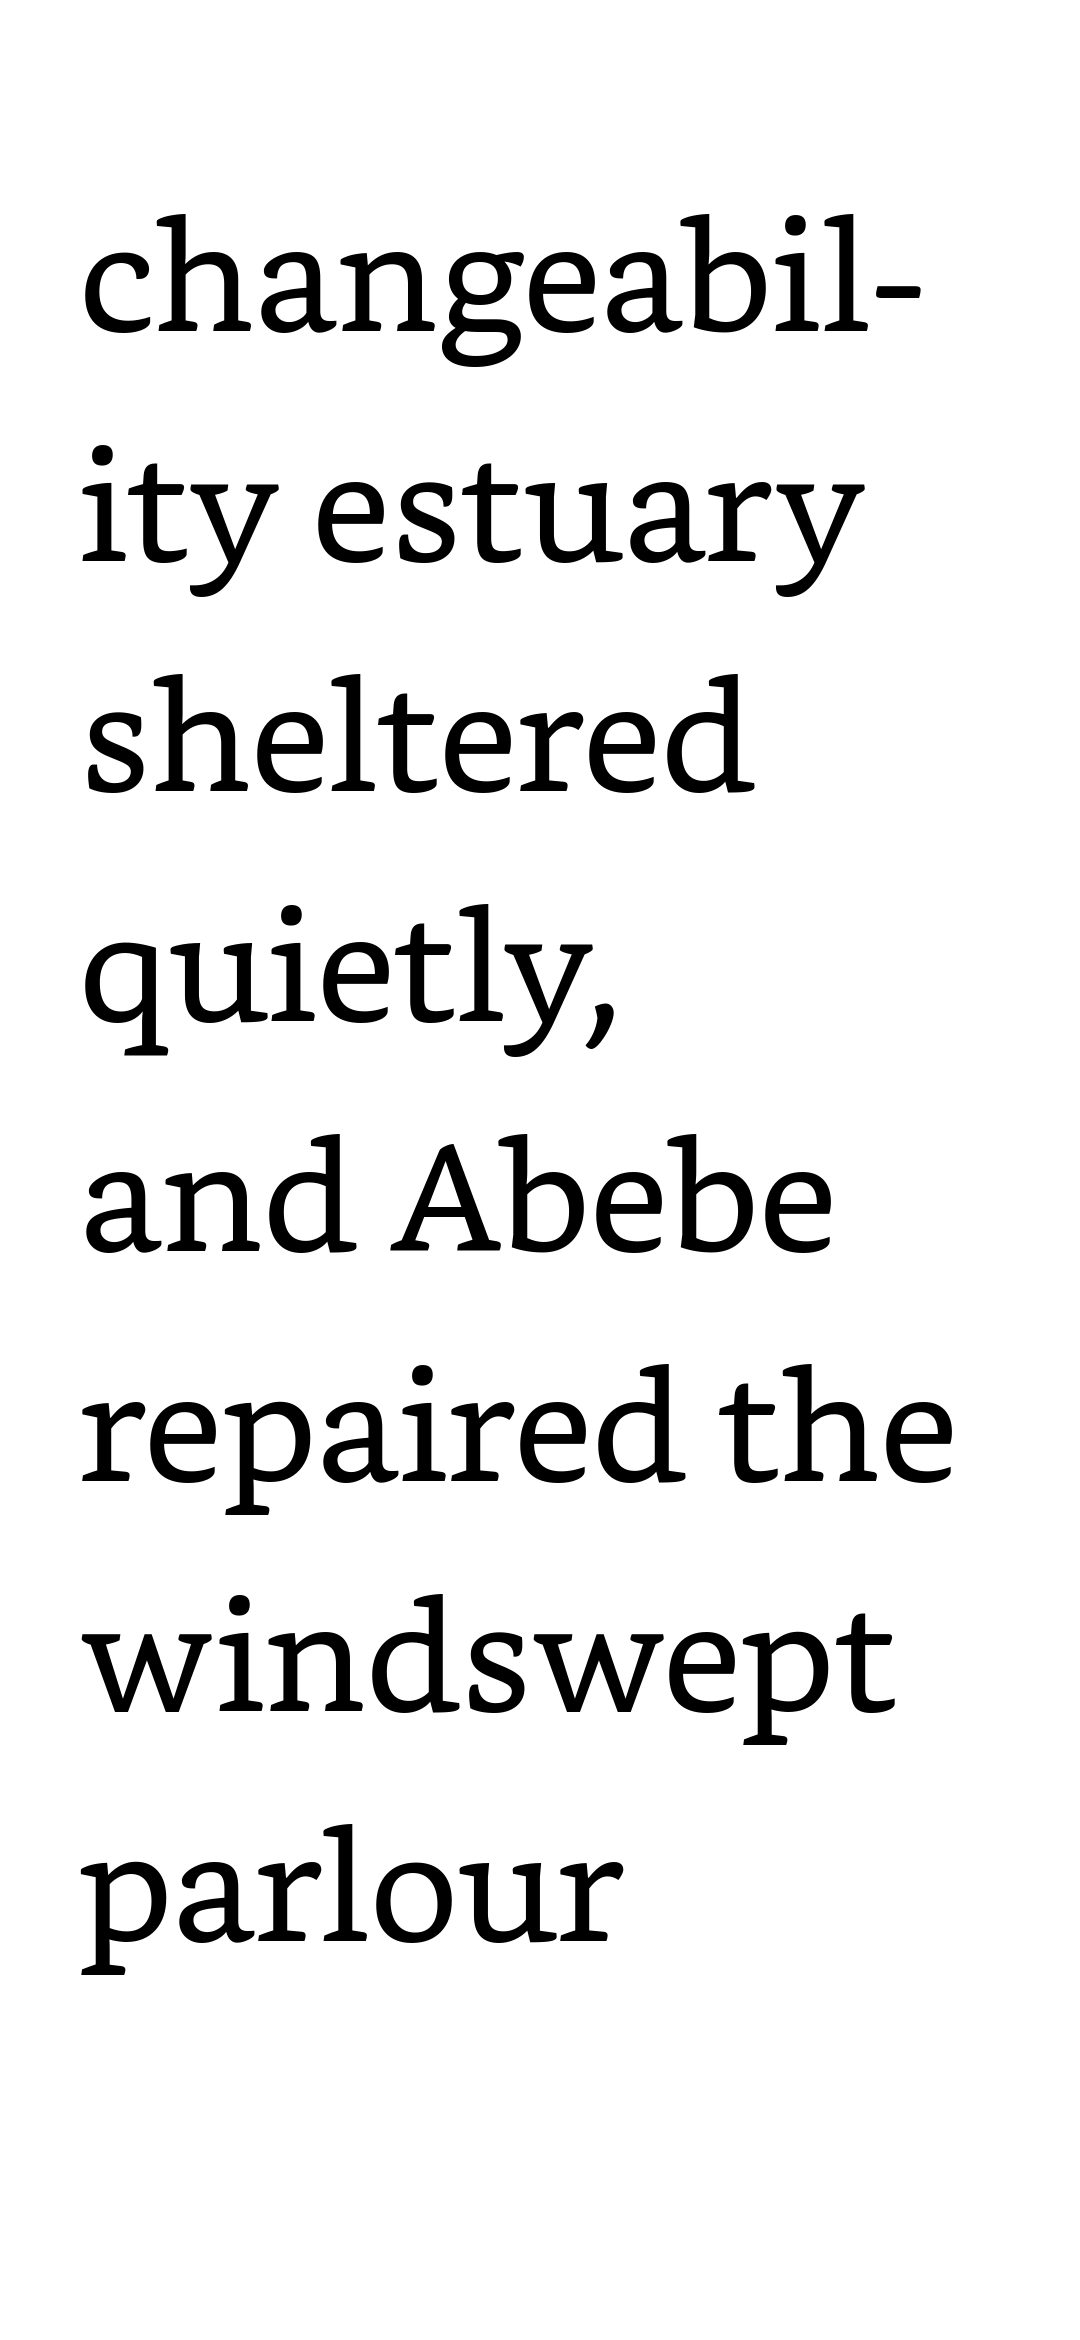 changeabil-
ity estuary
sheltered
quietly,
and Abebe
repaired the
windswept
parlour